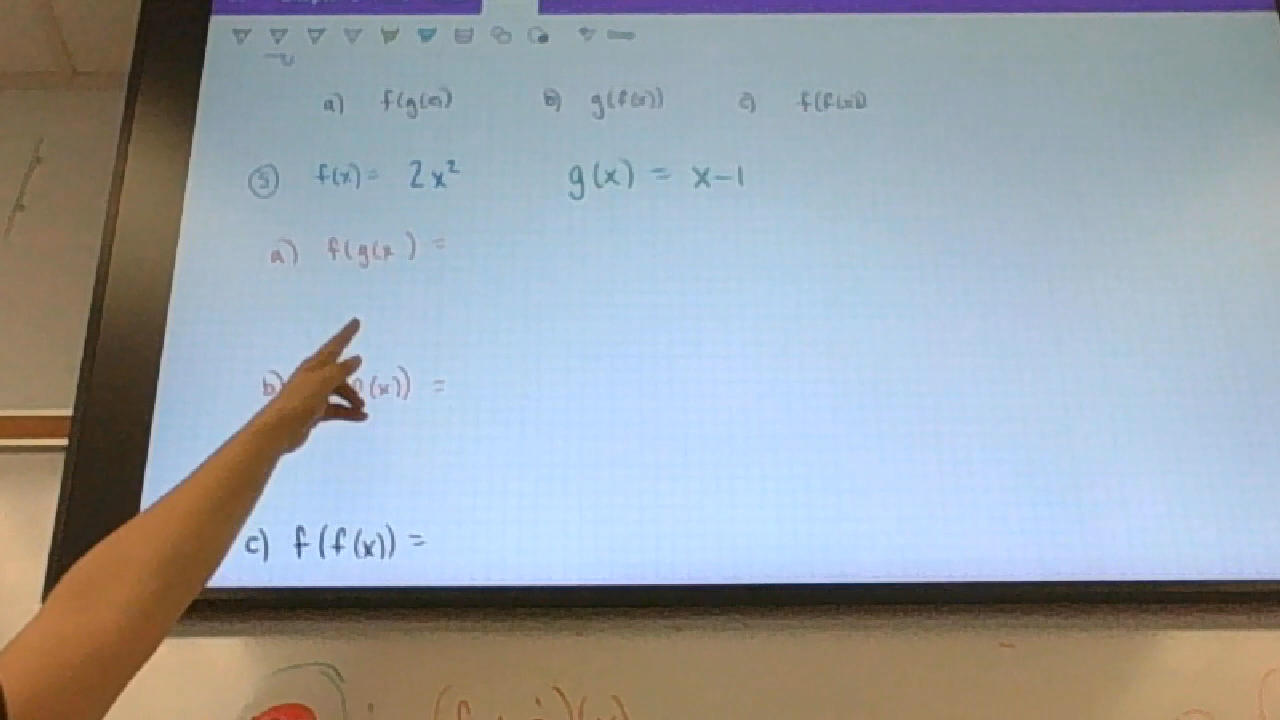 a) f(g(x)) b) g(f(x)) c) f(f(x))
③ f(x) = 2x² g(x) = x-1
a) f(g(x ) =
b) (x)) =
c) f(f(x)) =